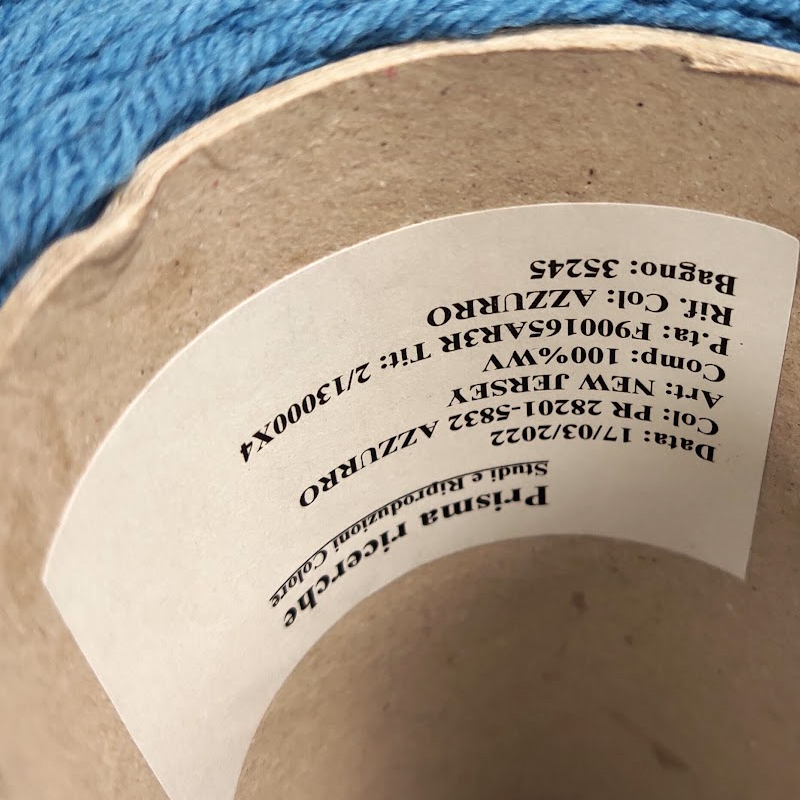 Prisma ricerche
Studi e Riproduzioni Colore
Data: 17/03/2022
Col: PR 28201-5832 AZZURRO
Art: NEW JERSEY
Comp: 100%WV
P.ta: F900165AR3R Tit: 2/13000X4
Rif. Col: AZZURRO
Bagno: 35245